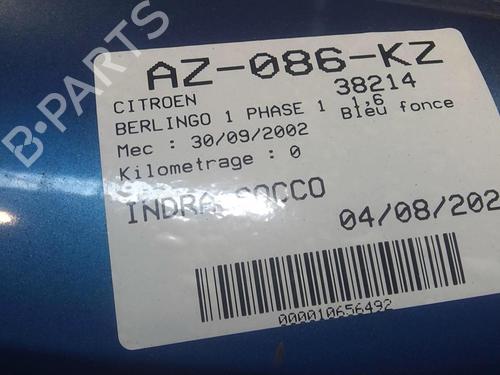 B-PARTS
AZ-086-KZ
38214
CITROEN
1,6
BERLINGO 1 PHASE 1
Bleu fonce
Mec : 30/09/2002
Kilometrage : 0
INDRA
04/08/202
000010656492